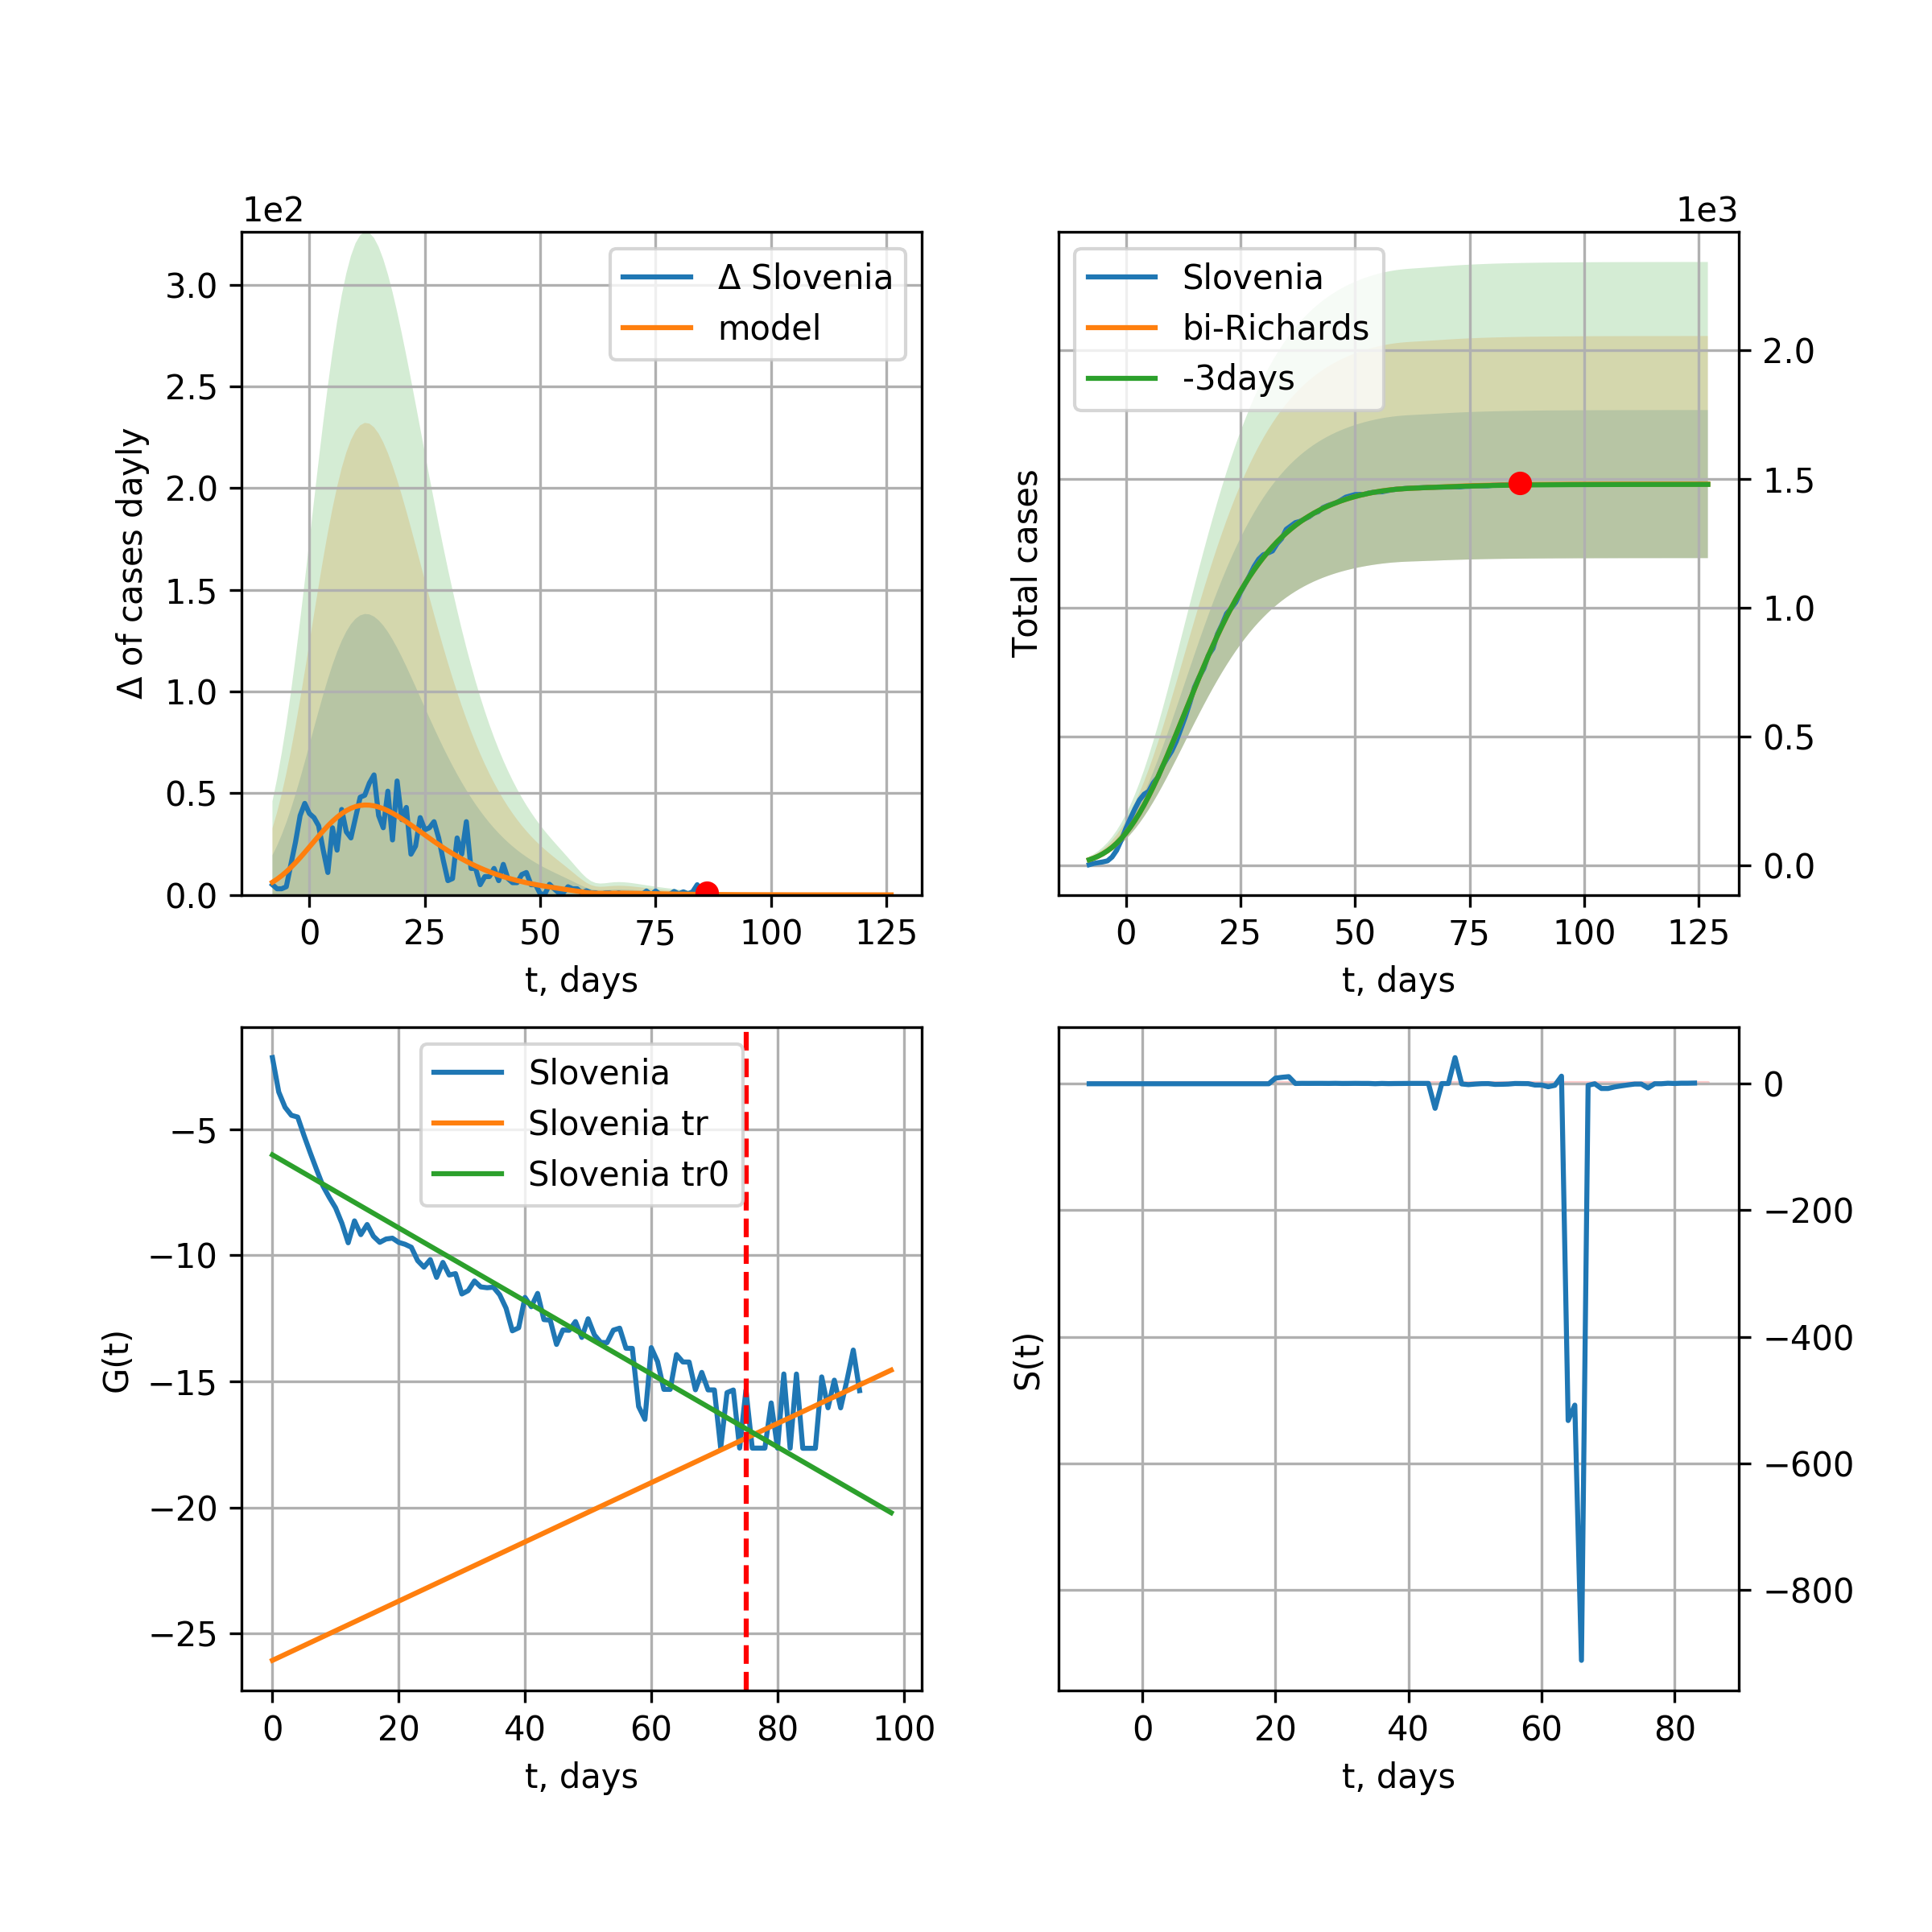 1e2
3.0
2.5
2.0
1.5
1.0
0.5
0.0
Δ of cases dayly
Δ Slovenia
model
0 25 50 75 100 125
t, days
1e3
Slovenia
bi-Richards
-3days
Total cases
2.0
1.5
1.0
0.5
0.0
0 25 50 75 100 125
t, days
Slovenia
Slovenia tr
Slovenia tr0
−5
−10
−15
−20
−25
G(t)
0 20 40 60 80 100
t, days
S(t)
0
−200
−400
−600
−800
0 20 40 60 80
t, days